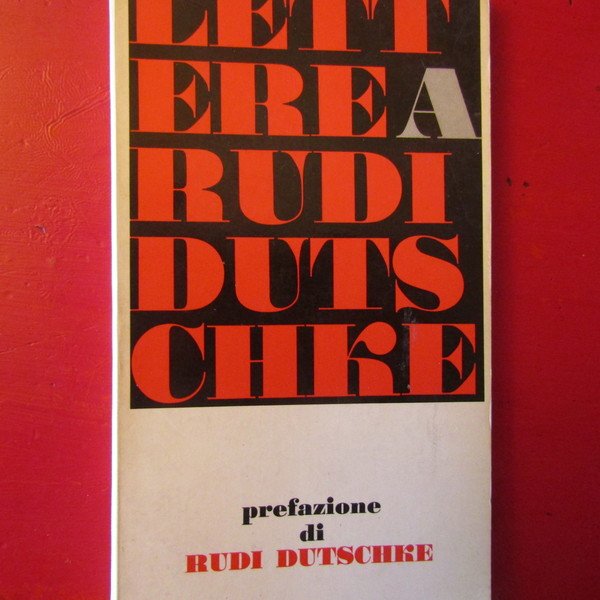 LETT
EREA
RUDI
DUTS
CHKE
prefazione
di
RUDI DUTSCHKE